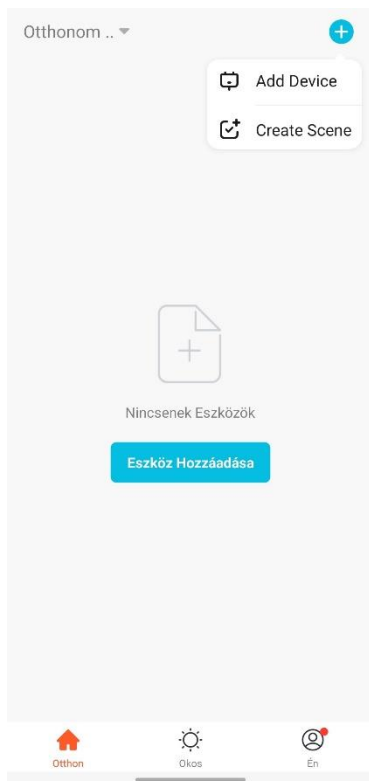 Otthonom ..
Add Device
Create Scene
Nincsenek Eszközök
Eszköz Hozzáadása
Otthon
Okos
Én